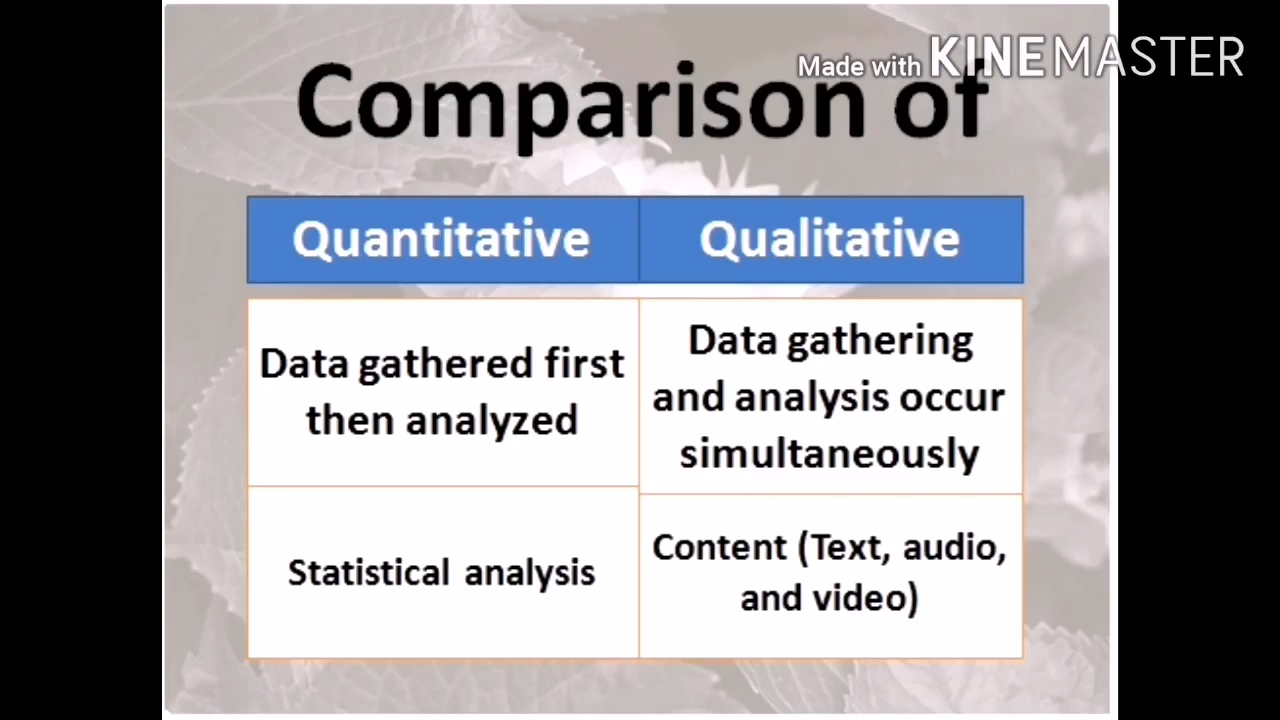 Made with KINEMASTER
Comparison of
Quantitative
Qualitative
Data gathered first
then analyzed
Data gathering
and analysis occur
simultaneously
Statistical analysis
Content (Text, audio,
and video)